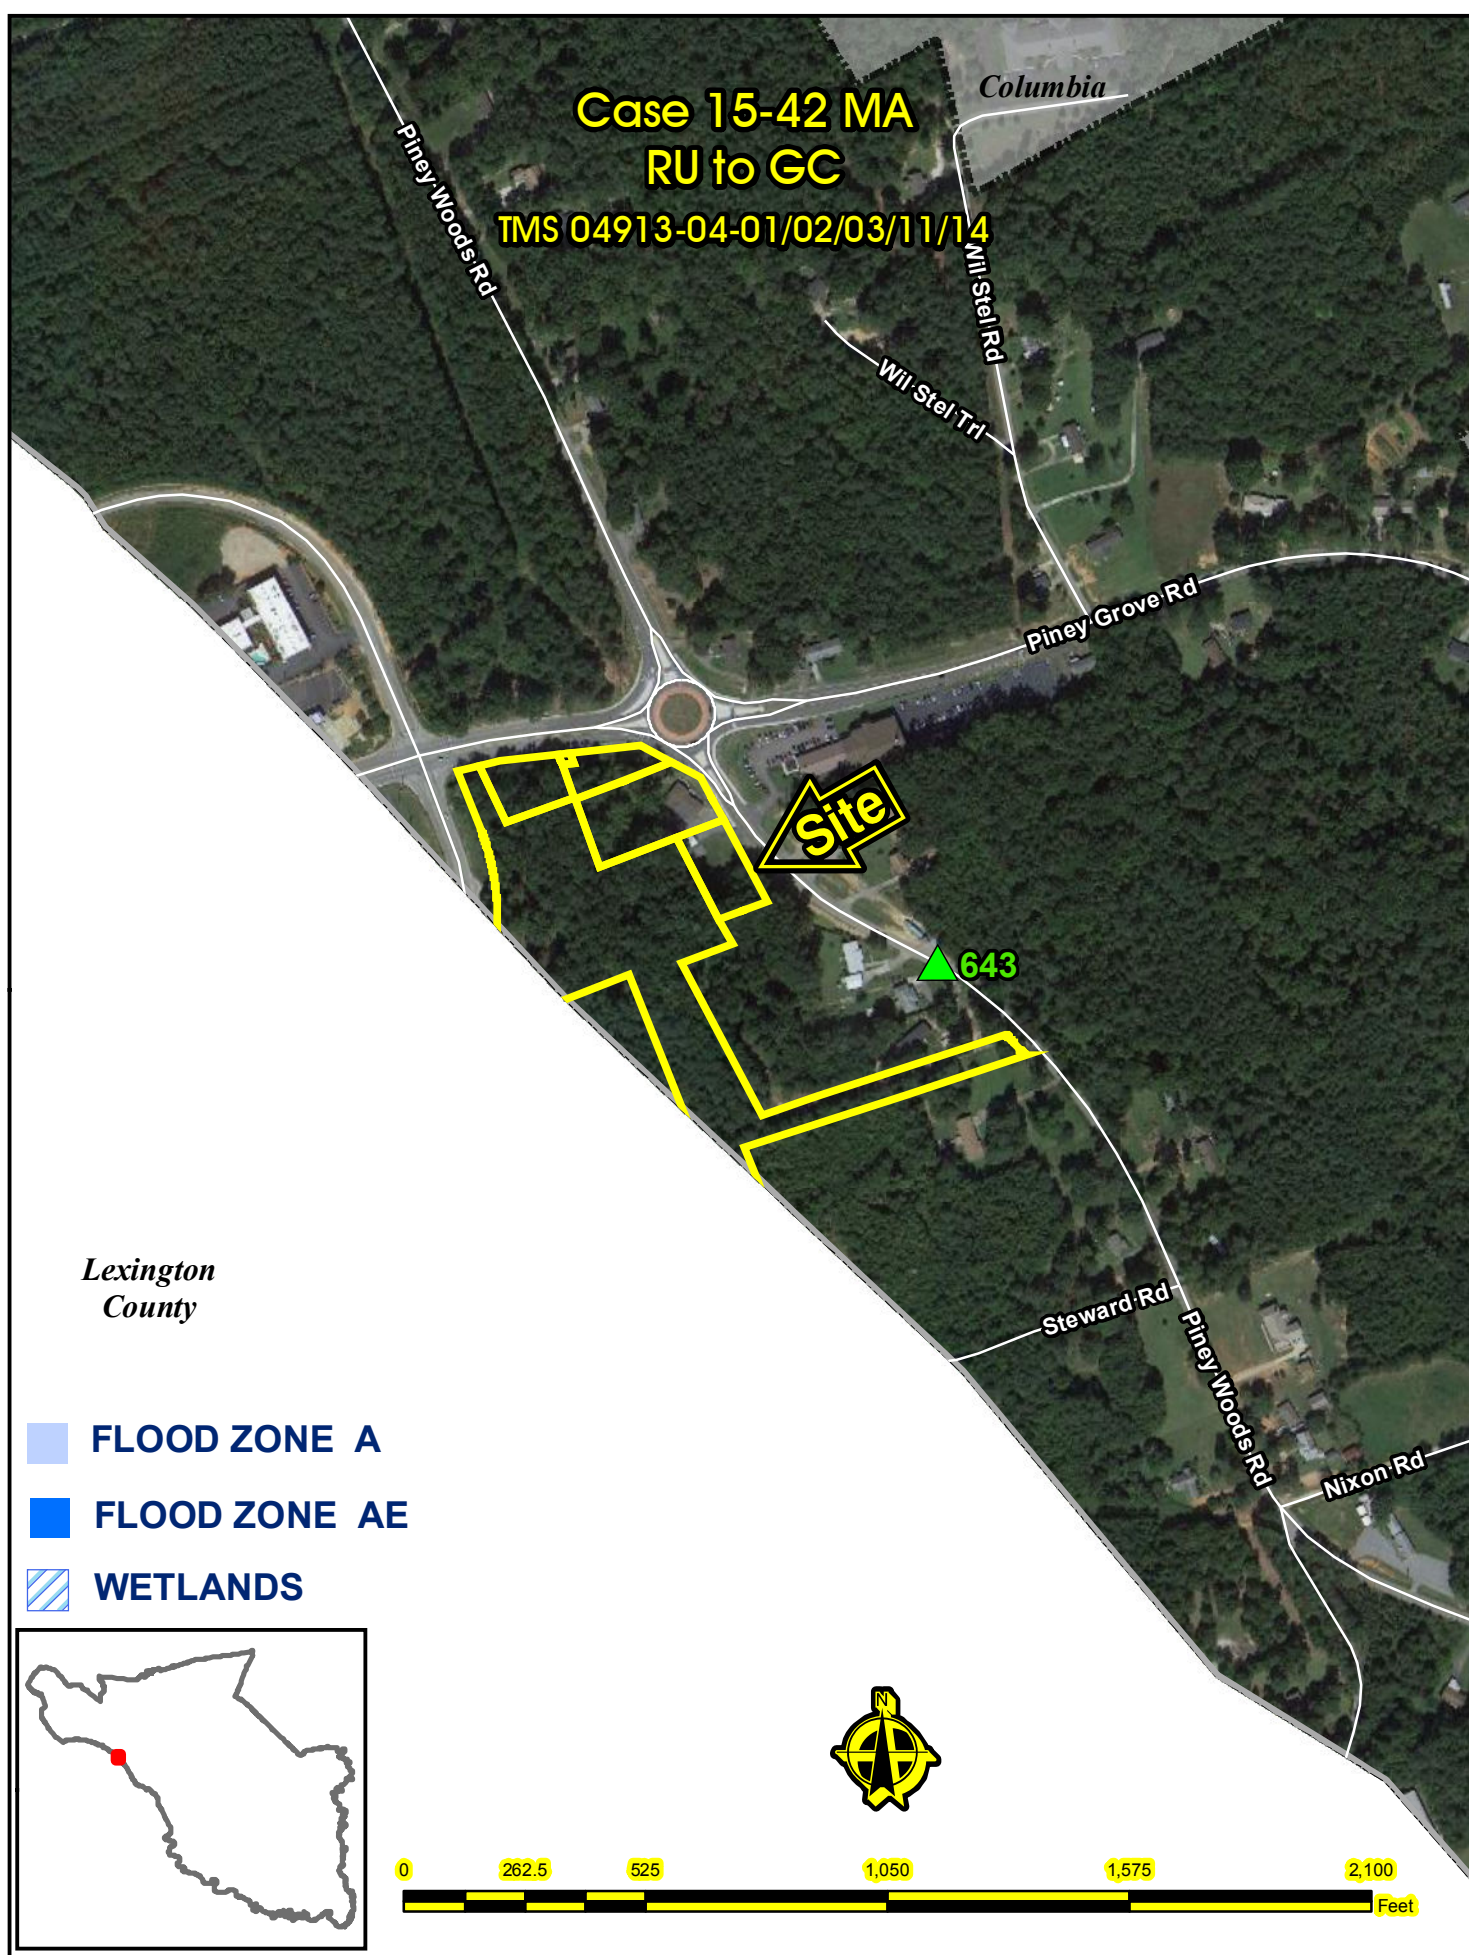 Columbia
Case 15-42 MA
RU to GC
TMS 04913-04-01/02/03/11/14
Piney Woods Rd
Wil Stel Rd
Wil Stel Trl
Piney Grove Rd
Site
643
Lexington
County
Steward Rd
Piney Woods Rd
Nixon Rd
FLOOD ZONE A
FLOOD ZONE AE
WETLANDS
N
0 262.5 525 1,050 1,575 2,100
Feet